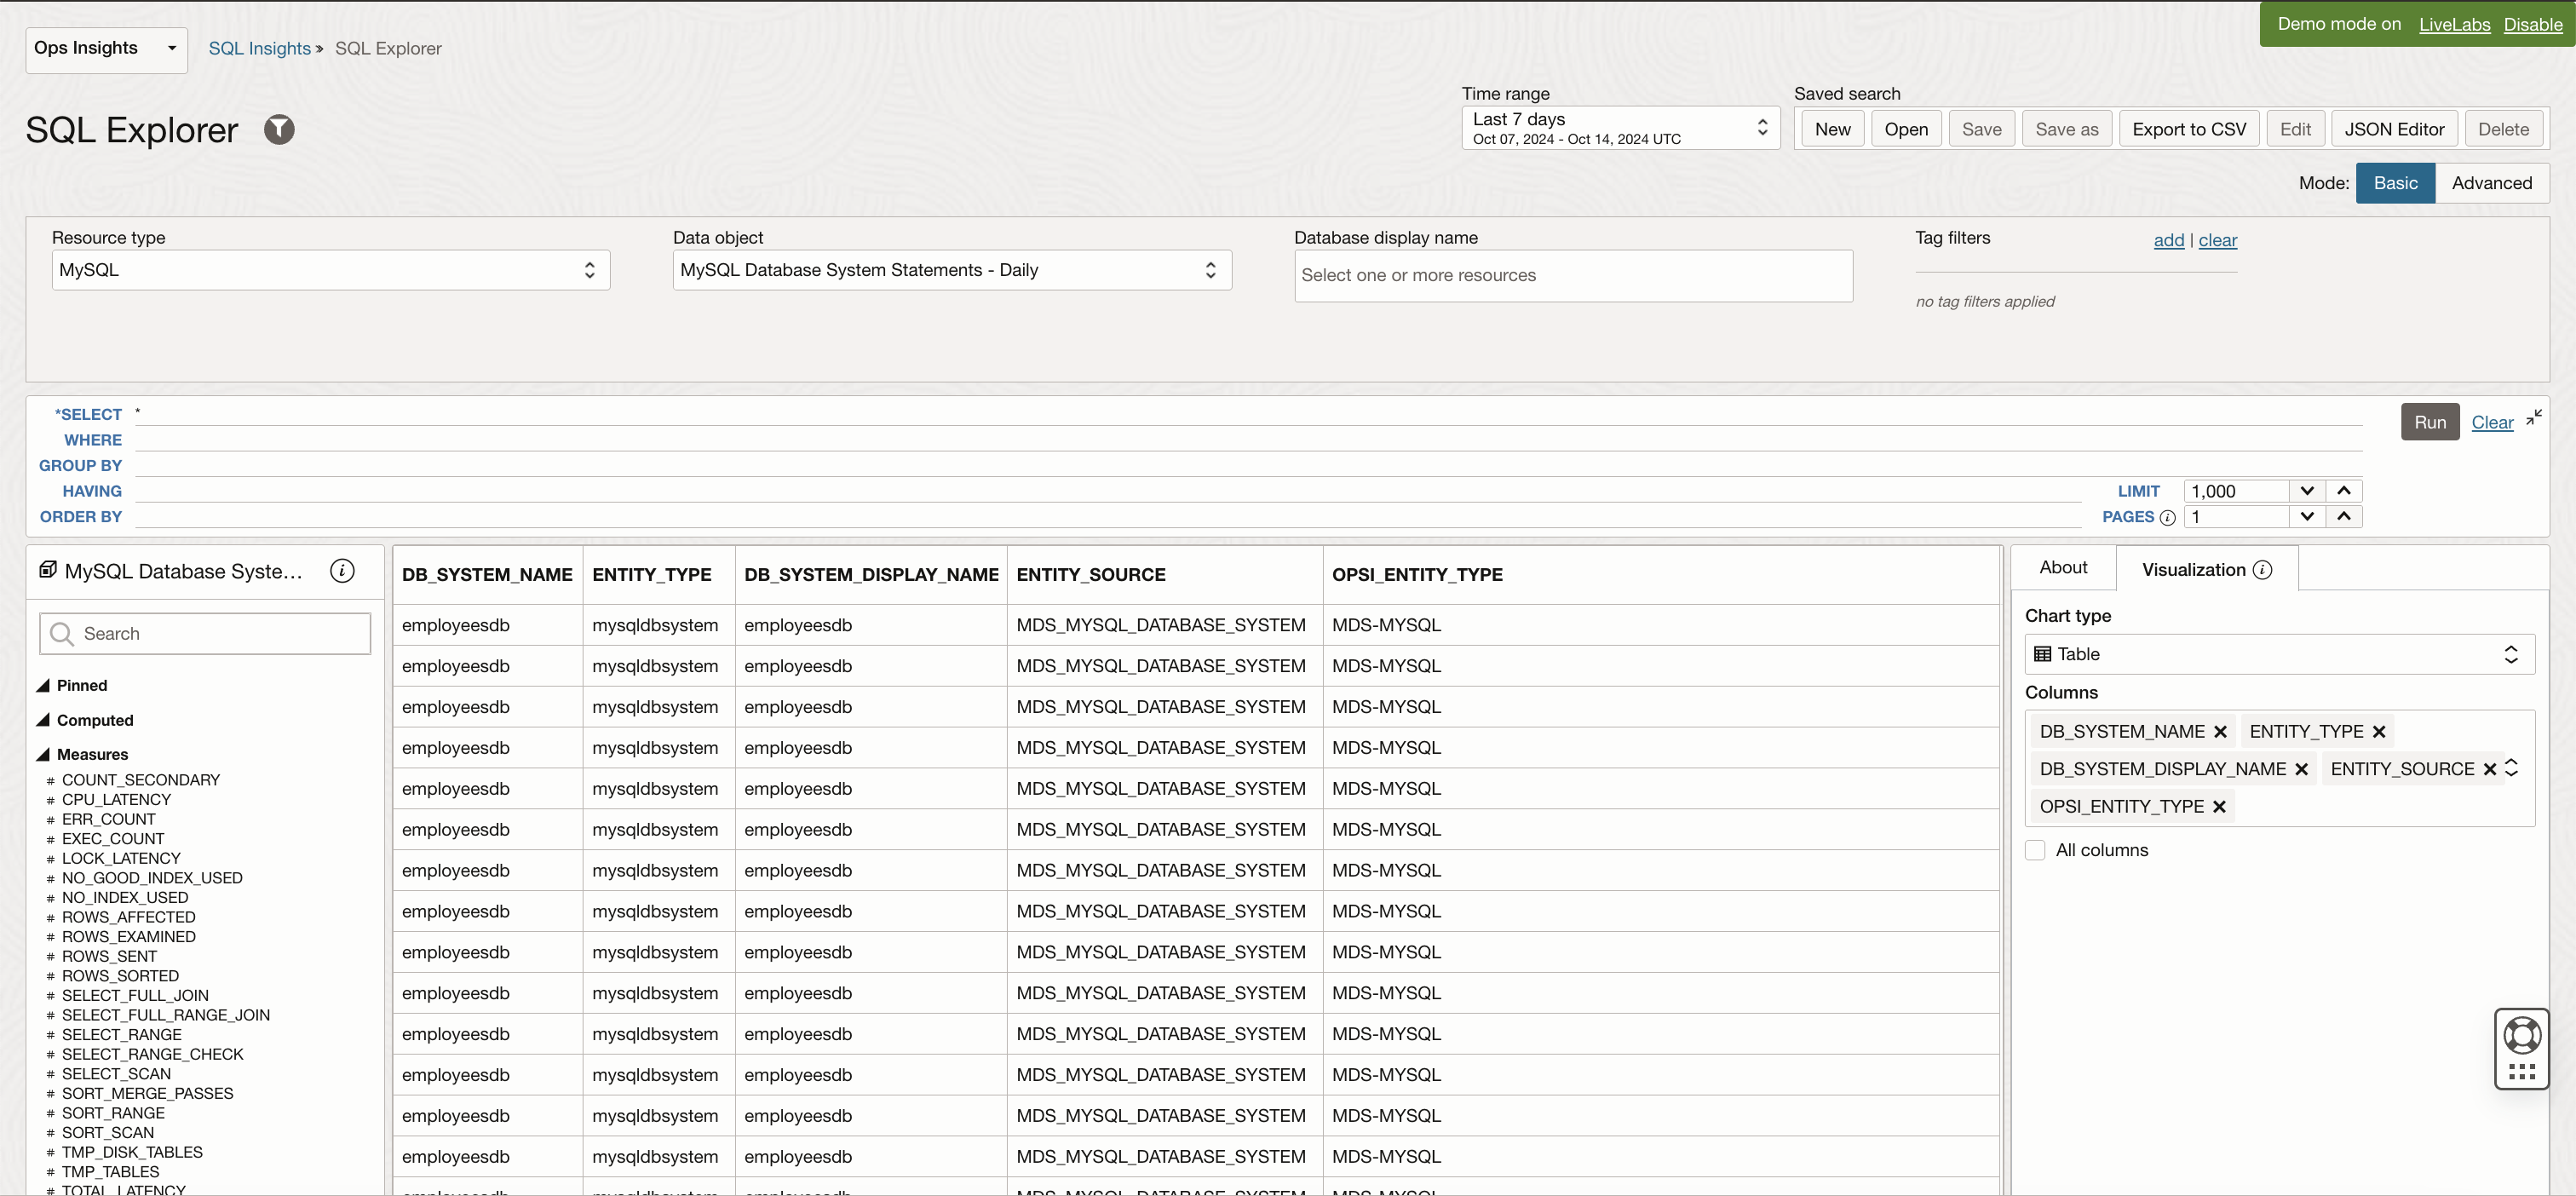 Demo mode on LiveLabs Disable
Ops Insights
SQL Insights » SQL Explorer
SQL Explorer
Time range
Last 7 days
Oct 07, 2024 - Oct 14, 2024 UTC
Saved search
New Open Save Save as Export to CSV Edit JSON Editor Delete
Mode: Basic Advanced
Resource type
MySQL
Data object
MySQL Database System Statements - Daily
Database display name
Select one or more resources
Tag filters add | clear
no tag filters applied
*SELECT *
WHERE
GROUP BY
HAVING
ORDER BY
LIMIT 1,000
PAGES 1
Run Clear
MySQL Database Syste...
Search
Pinned
Computed
Measures
# COUNT_SECONDARY
# CPU_LATENCY
# ERR_COUNT
# EXEC_COUNT
# LOCK_LATENCY
# NO_GOOD_INDEX_USED
# NO_INDEX_USED
# ROWS_AFFECTED
# ROWS_EXAMINED
# ROWS_SENT
# ROWS_SORTED
# SELECT_FULL_JOIN
# SELECT_FULL_RANGE_JOIN
# SELECT_RANGE
# SELECT_RANGE_CHECK
# SELECT_SCAN
# SORT_MERGE_PASSES
# SORT_RANGE
# SORT_SCAN
# TMP_DISK_TABLES
# TMP_TABLES
# TOTAL_LATENCY
DB_SYSTEM_NAME ENTITY_TYPE DB_SYSTEM_DISPLAY_NAME ENTITY_SOURCE OPSI_ENTITY_TYPE
employeesdb mysqldbsystem employeesdb MDS_MYSQL_DATABASE_SYSTEM MDS-MYSQL
employeesdb mysqldbsystem employeesdb MDS_MYSQL_DATABASE_SYSTEM MDS-MYSQL
employeesdb mysqldbsystem employeesdb MDS_MYSQL_DATABASE_SYSTEM MDS-MYSQL
employeesdb mysqldbsystem employeesdb MDS_MYSQL_DATABASE_SYSTEM MDS-MYSQL
employeesdb mysqldbsystem employeesdb MDS_MYSQL_DATABASE_SYSTEM MDS-MYSQL
employeesdb mysqldbsystem employeesdb MDS_MYSQL_DATABASE_SYSTEM MDS-MYSQL
employeesdb mysqldbsystem employeesdb MDS_MYSQL_DATABASE_SYSTEM MDS-MYSQL
employeesdb mysqldbsystem employeesdb MDS_MYSQL_DATABASE_SYSTEM MDS-MYSQL
employeesdb mysqldbsystem employeesdb MDS_MYSQL_DATABASE_SYSTEM MDS-MYSQL
employeesdb mysqldbsystem employeesdb MDS_MYSQL_DATABASE_SYSTEM MDS-MYSQL
employeesdb mysqldbsystem employeesdb MDS_MYSQL_DATABASE_SYSTEM MDS-MYSQL
employeesdb mysqldbsystem employeesdb MDS_MYSQL_DATABASE_SYSTEM MDS-MYSQL
employeesdb mysqldbsystem employeesdb MDS_MYSQL_DATABASE_SYSTEM MDS-MYSQL
employeesdb mysqldbsystem employeesdb MDS_MYSQL_DATABASE_SYSTEM MDS-MYSQL
About Visualization
Chart type
Table
Columns
DB_SYSTEM_NAME ENTITY_TYPE
DB_SYSTEM_DISPLAY_NAME ENTITY_SOURCE
OPSI_ENTITY_TYPE
All columns